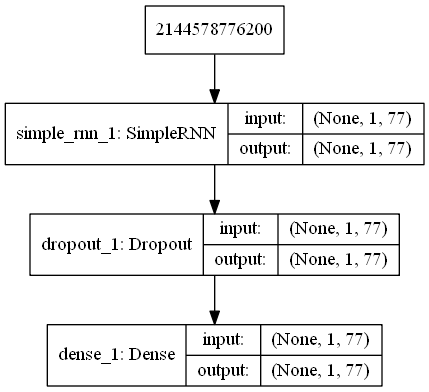 2144578776200
simple_rnn_1: SimpleRNN
input: (None, 1, 77)
output: (None, 1, 77)
dropout_1: Dropout
input: (None, 1, 77)
output: (None, 1, 77)
dense_1: Dense
input: (None, 1, 77)
output: (None, 1, 77)